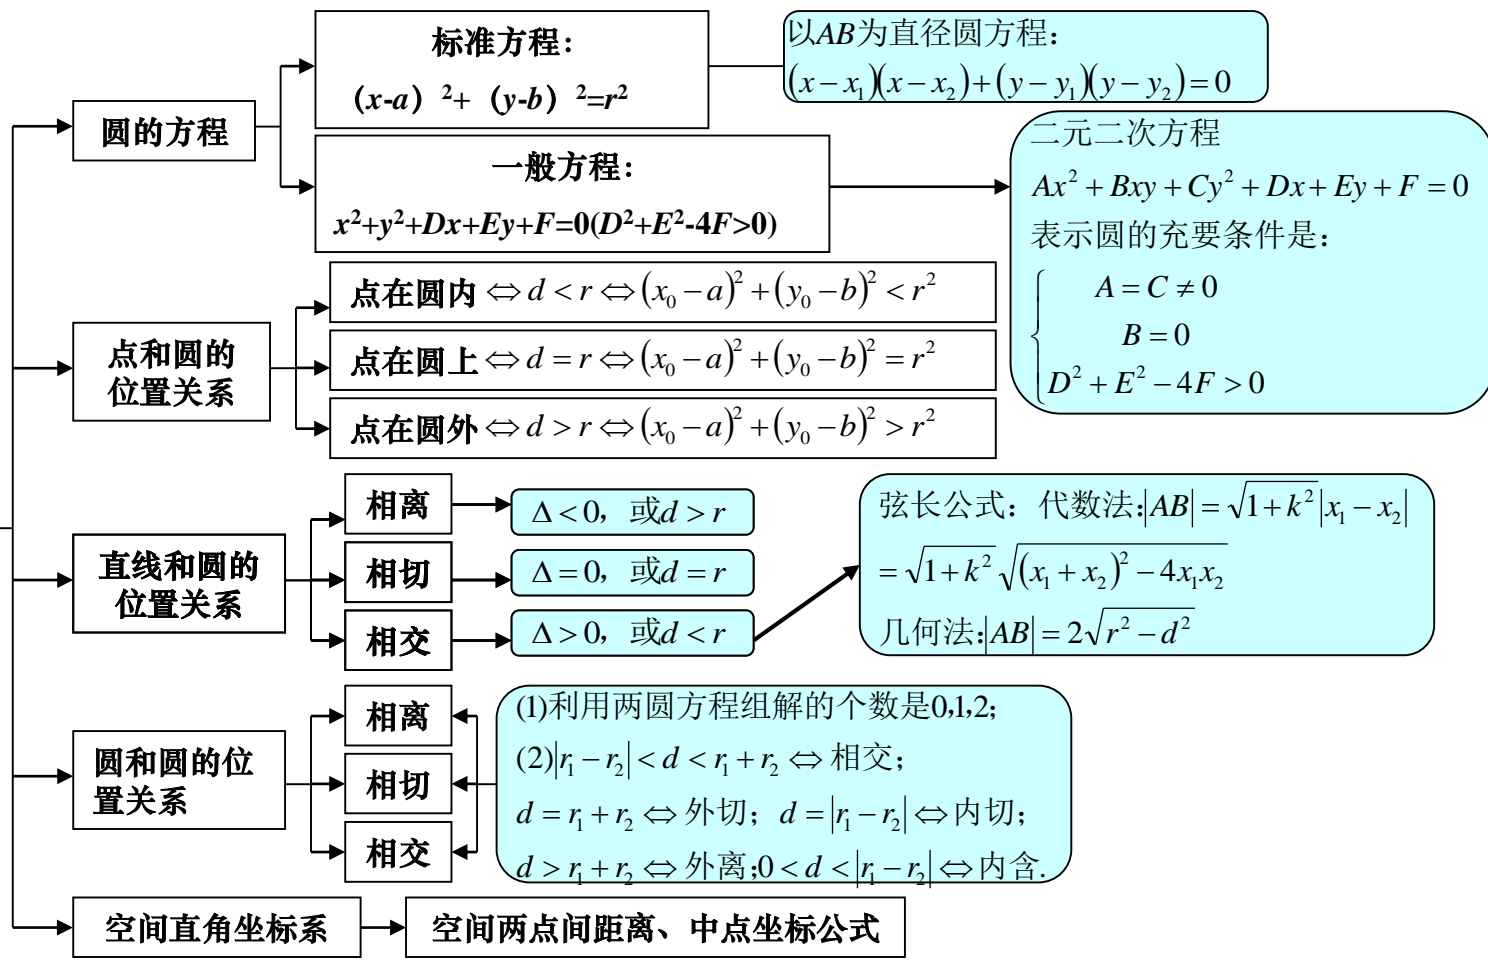 圆的方程
标准方程：
(x-a)²+(y-b)²=r²
以AB为直径圆方程：
(x−x₁)(x−x₂)+(y−y₁)(y−y₂)=0
一般方程：
x²+y²+Dx+Ey+F=0(D²+E²-4F>0)
二元二次方程
Ax²+Bxy+Cy²+Dx+Ey+F=0
表示圆的充要条件是：
A=C≠0
B=0
D²+E²−4F>0
点和圆的
位置关系
点在圆内⇔d<r⇔(x₀−a)²+(y₀−b)²<r²
点在圆上⇔d=r⇔(x₀−a)²+(y₀−b)²=r²
点在圆外⇔d>r⇔(x₀−a)²+(y₀−b)²>r²
直线和圆的
位置关系
相离
Δ<0，或d>r
相切
Δ=0，或d=r
相交
Δ>0，或d<r
弦长公式：代数法:|AB|=√(1+k²)|x₁−x₂|
=√(1+k²)√((x₁+x₂)²−4x₁x₂)
几何法:|AB|=2√(r²−d²)
圆和圆的位
置关系
相离
相切
相交
(1)利用两圆方程组解的个数是0,1,2;
(2)|r₁−r₂|<d<r₁+r₂⇔相交；
d=r₁+r₂⇔外切；d=|r₁−r₂|⇔内切；
d>r₁+r₂⇔外离;0<d<|r₁−r₂|⇔内含.
空间直角坐标系
空间两点间距离、中点坐标公式